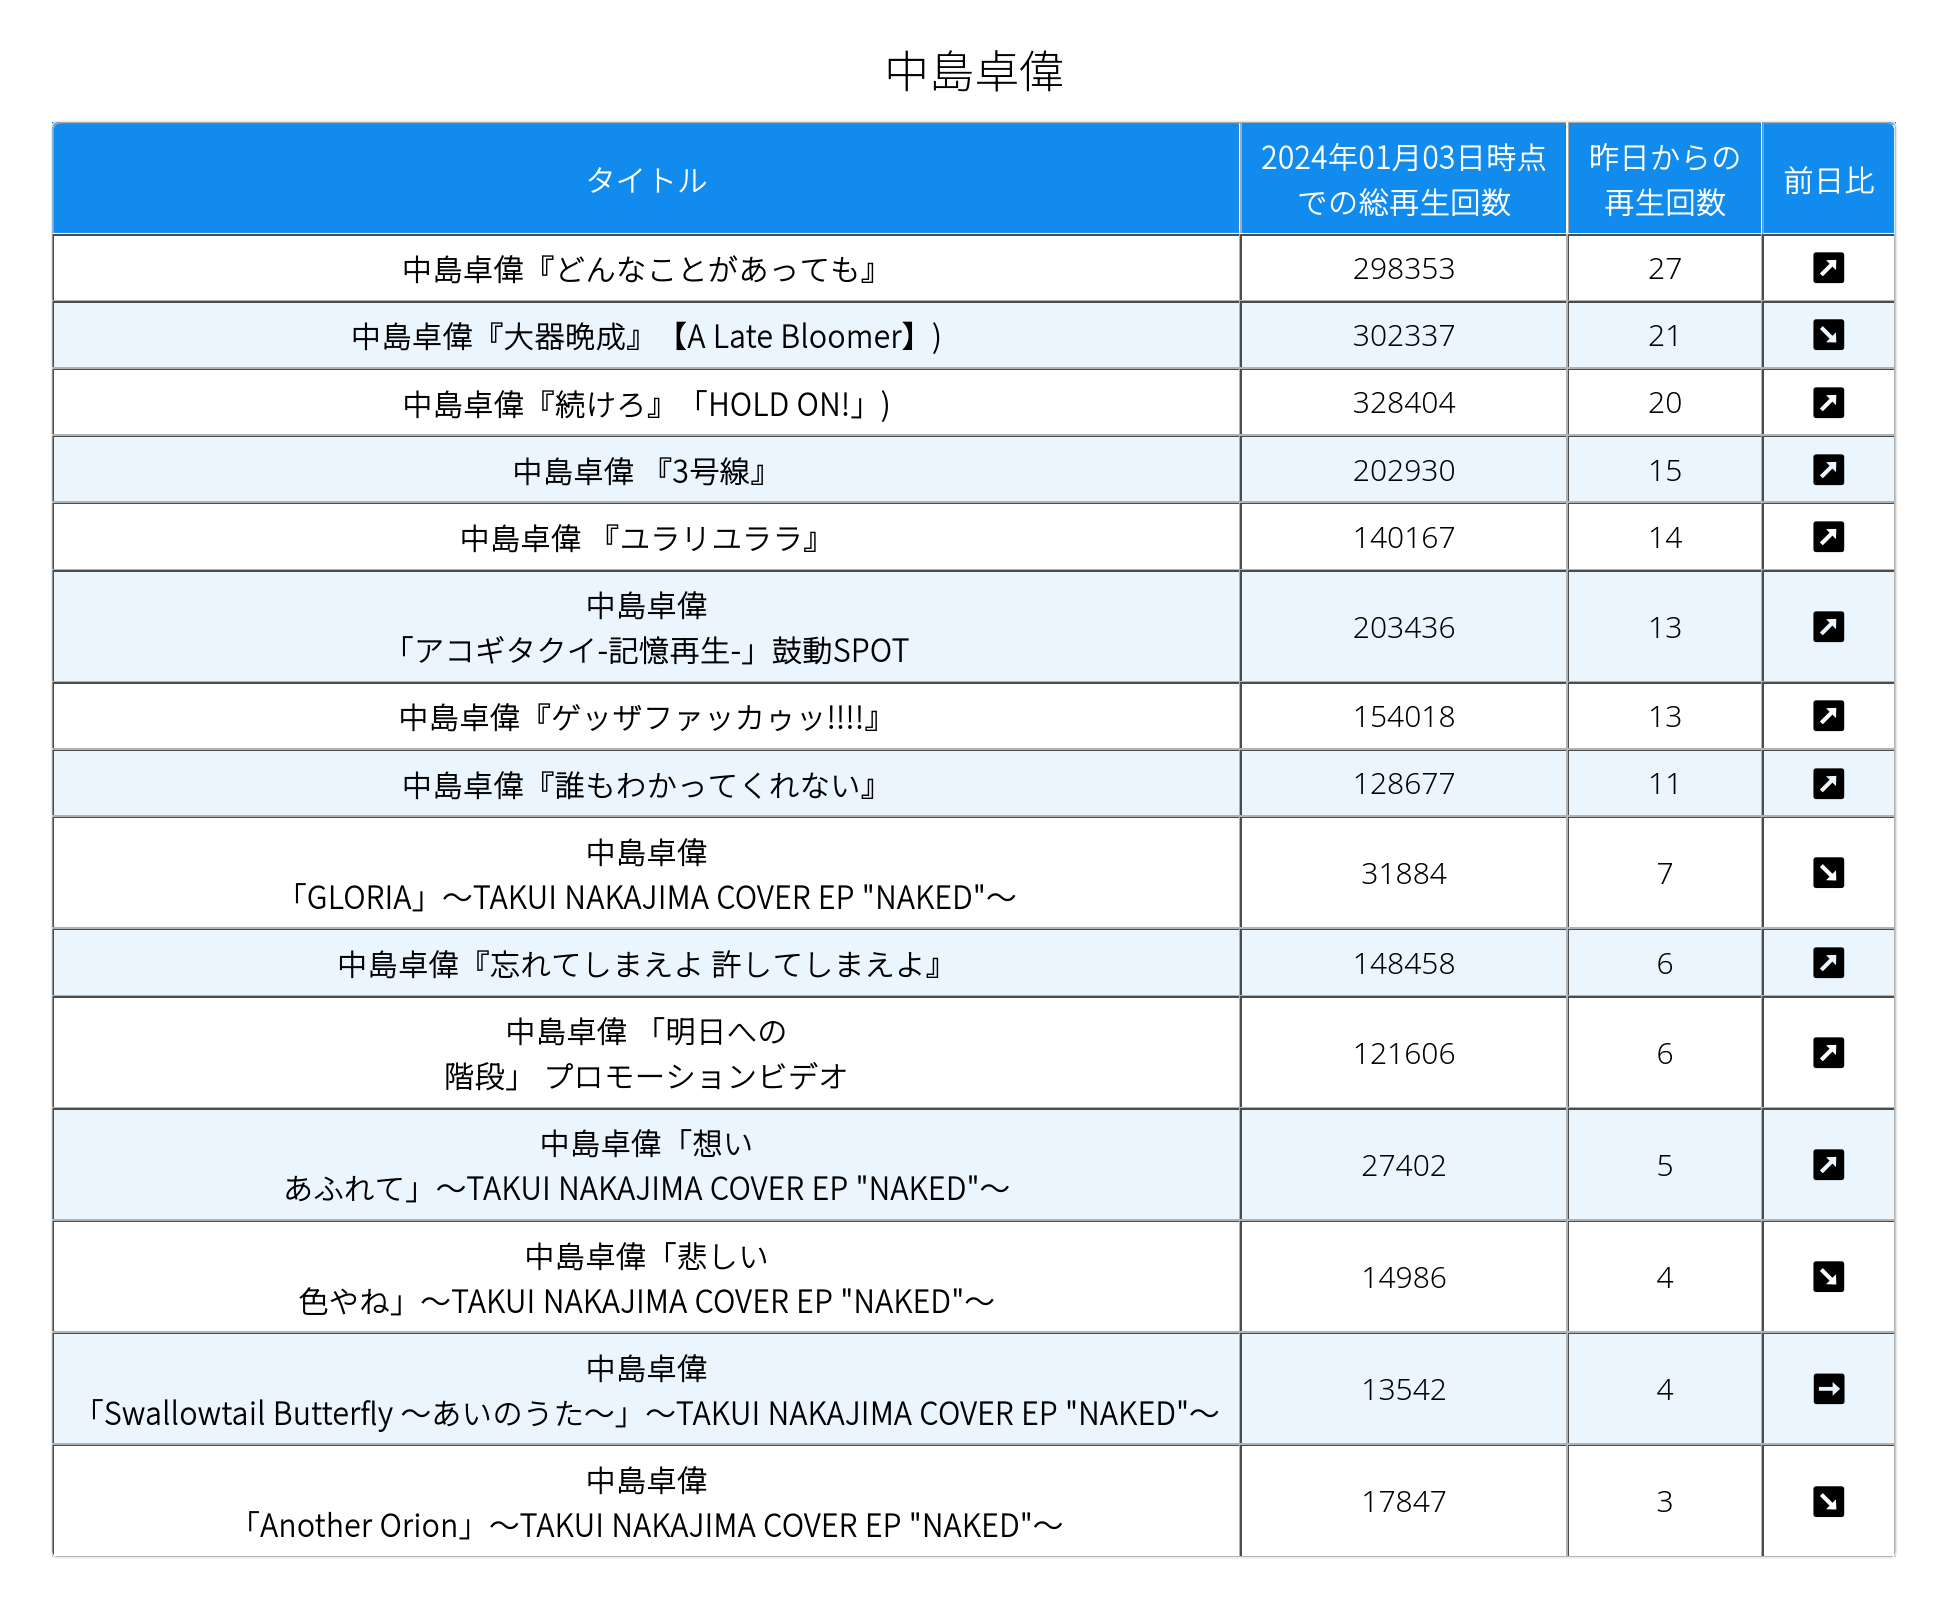 中島卓偉
タイトル
2024年01月03日時点
での総再生回数
昨日からの
再生回数
前日比
中島卓偉『どんなことがあっても』 298353 27
中島卓偉『大器晩成』【A Late Bloomer】) 302337 21
中島卓偉『続けろ』「HOLD ON!」) 328404 20
中島卓偉 『3号線』 202930 15
中島卓偉 『ユラリユララ』 140167 14
中島卓偉
「アコギタクイ-記憶再生-」鼓動SPOT 203436 13
中島卓偉『ゲッザファッカゥッ!!!!』 154018 13
中島卓偉『誰もわかってくれない』 128677 11
中島卓偉
「GLORIA」～TAKUI NAKAJIMA COVER EP "NAKED"～ 31884 7
中島卓偉『忘れてしまえよ 許してしまえよ』 148458 6
中島卓偉 「明日への
階段」 プロモーションビデオ 121606 6
中島卓偉「想い
あふれて」～TAKUI NAKAJIMA COVER EP "NAKED"～ 27402 5
中島卓偉「悲しい
色やね」～TAKUI NAKAJIMA COVER EP "NAKED"～ 14986 4
中島卓偉
「Swallowtail Butterfly ～あいのうた～」～TAKUI NAKAJIMA COVER EP "NAKED"～ 13542 4
中島卓偉
「Another Orion」～TAKUI NAKAJIMA COVER EP "NAKED"～ 17847 3